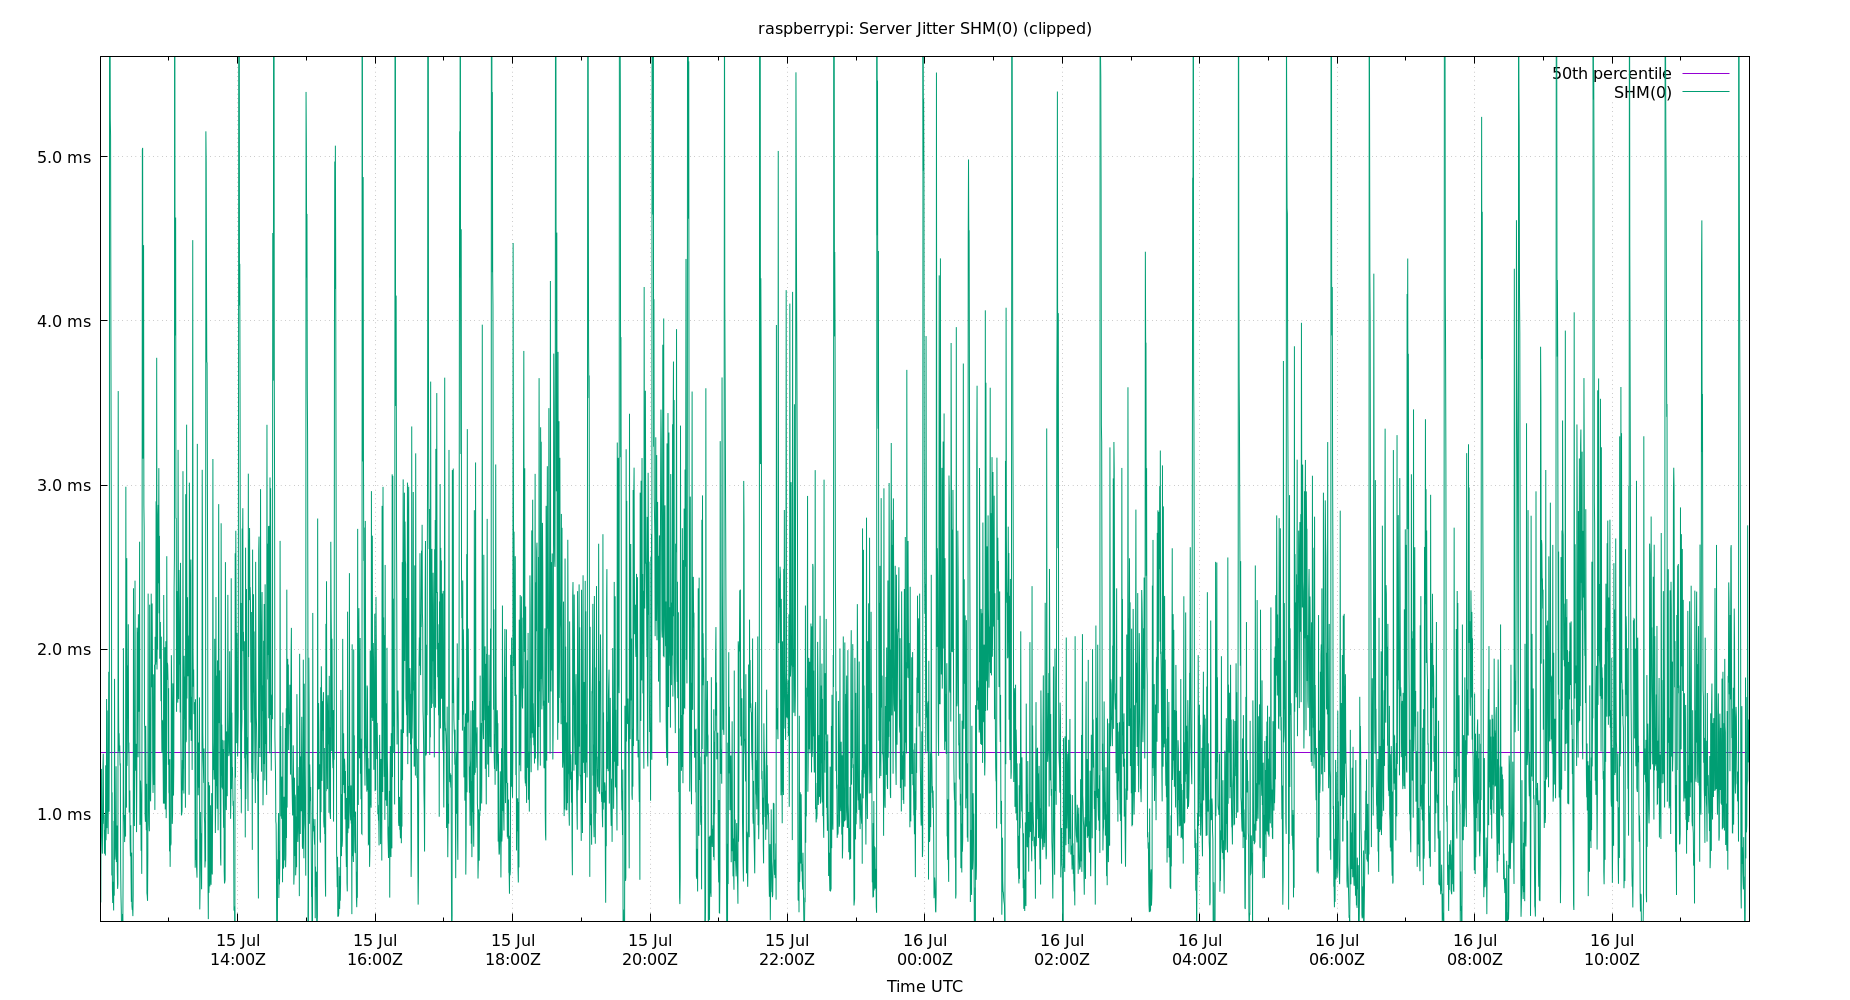 raspberrypi: Server Jitter SHM(0) (clipped)
50th percentile
SHM(0)
5.0 ms
4.0 ms
3.0 ms
2.0 ms
1.0 ms
15 Jul 15 Jul 15 Jul 15 Jul 15 Jul 16 Jul 16 Jul 16 Jul 16 Jul 16 Jul 16 Jul
14:00Z 16:00Z 18:00Z 20:00Z 22:00Z 00:00Z 02:00Z 04:00Z 06:00Z 08:00Z 10:00Z
Time UTC